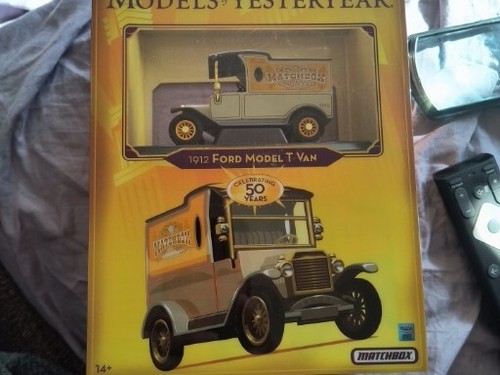 MODELS of YESTERYEAR
MATCHBOX
1912 FORD MODEL T VAN
CELEBRATING
50
YEARS
MATCHBOX
14+
MATCHBOX